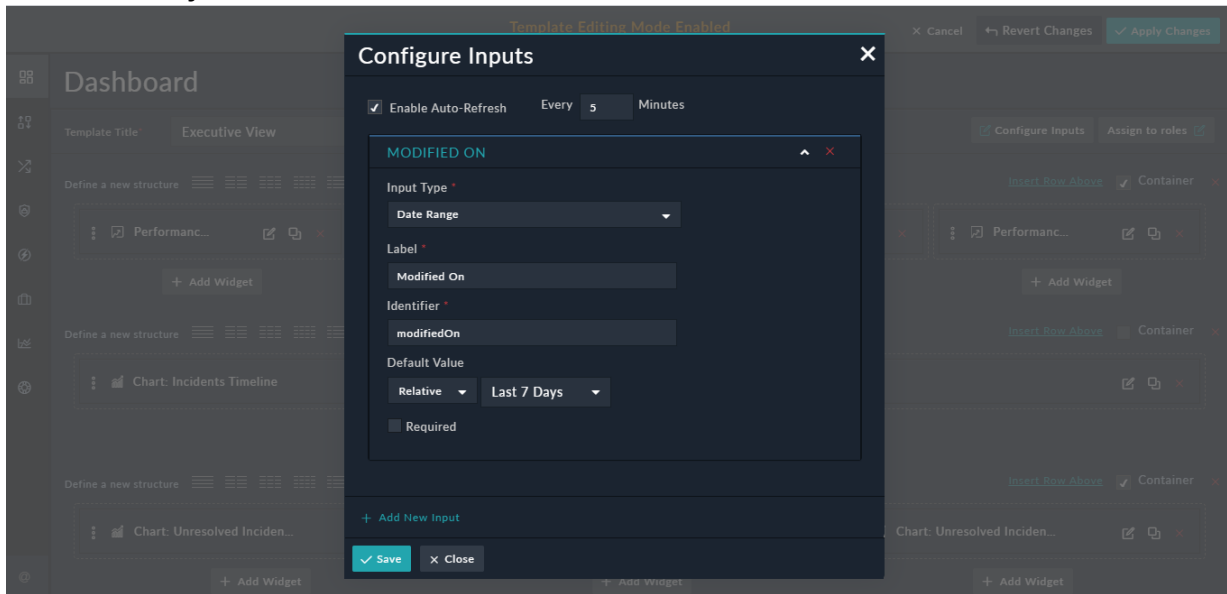 Template Editing Mode Enabled
Cancel
Revert Changes
Apply Changes
Configure Inputs
Dashboard
Enable Auto-Refresh Every 5 Minutes
Template Title*
Executive View
Configure Inputs
Assign to roles
MODIFIED ON
Define a new structure
Insert Row Above
Container
Input Type *
Date Range
Performanc...
Performanc...
Label *
Modified On
+ Add Widget
+ Add Widget
Identifier *
modifiedOn
Define a new structure
Insert Row Above
Container
Default Value
Relative
Last 7 Days
Chart: Incidents Timeline
Required
Define a new structure
Insert Row Above
Container
+ Add New Input
Chart: Unresolved Inciden...
Chart: Unresolved Inciden...
Save
Close
+ Add Widget
+ Add Widget
+ Add Widget